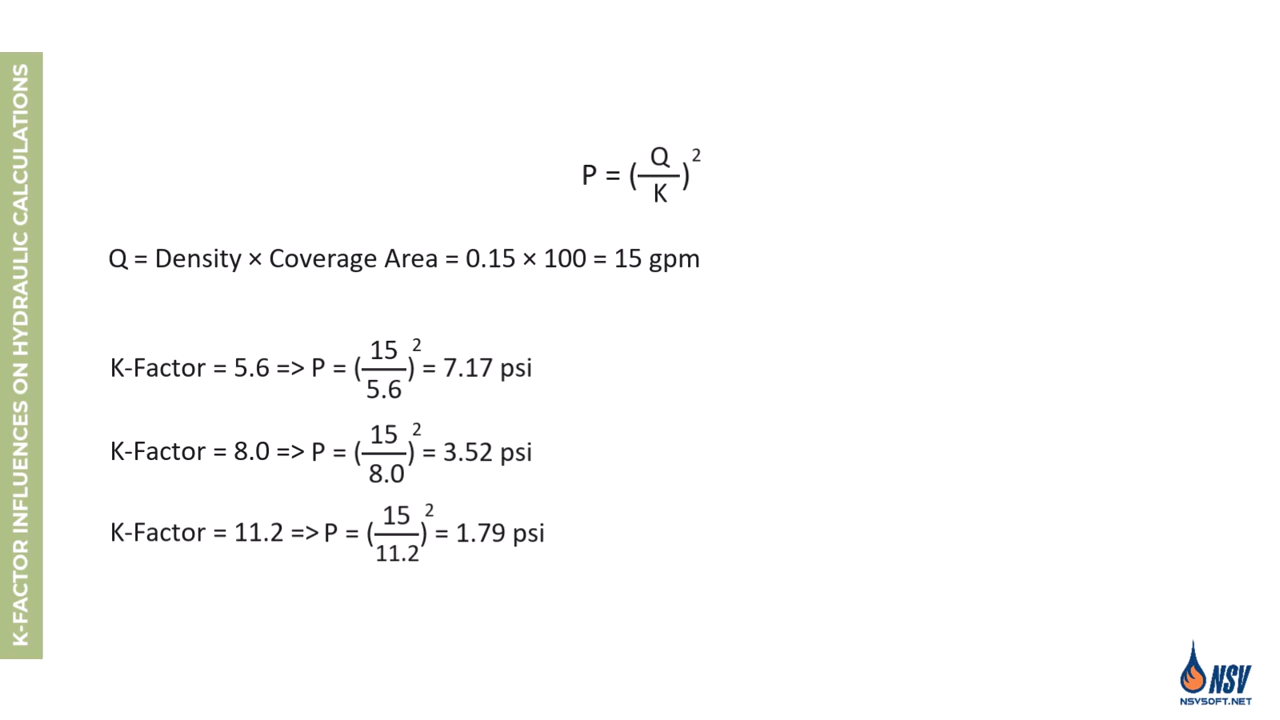 K-FACTOR INFLUENCES ON HYDRAULIC CALCULATIONS
P = (Q/K)²
Q = Density × Coverage Area = 0.15 × 100 = 15 gpm
K-Factor = 5.6 => P = (15/5.6)² = 7.17 psi
K-Factor = 8.0 => P = (15/8.0)² = 3.52 psi
K-Factor = 11.2 => P = (15/11.2)² = 1.79 psi
NSV
NSVSOFT.NET